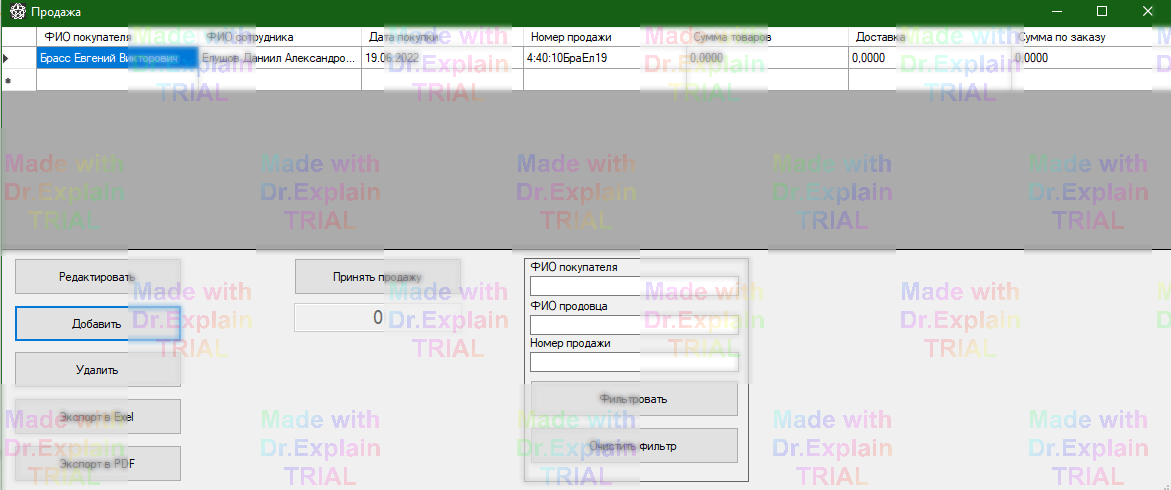 Продажа
ФИО покупателя ФИО сотрудника Дата покупки Номер продажи Сумма товаров Доставка Сумма по заказу
Брасс Евгений Викторович Елушов Даниил Александро... 19.06.2022 4:40:10БраЕл19 0,0000 0,0000 0,0000
Made with Dr.Explain TRIAL
Редактировать
Добавить
Удалить
Экспорт в Exel
Экспорт в PDF
Принять продажу
0
ФИО покупателя
ФИО продовца
Номер продажи
Фильтровать
Очистить фильтр